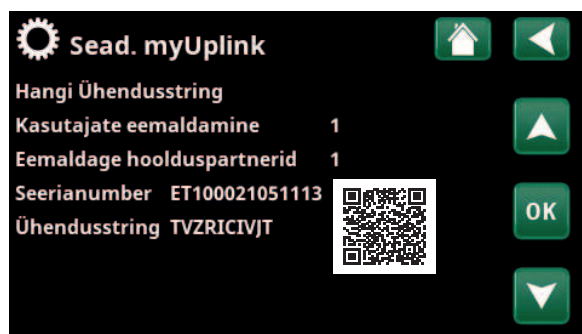 Sead. myUplink
Hangi Ühendusstring
Kasutajate eemaldamine 1
Eemaldage hoolduspartnerid 1
Seerianumber ET100021051113
Ühendusstring TVZRICIVJT
OK